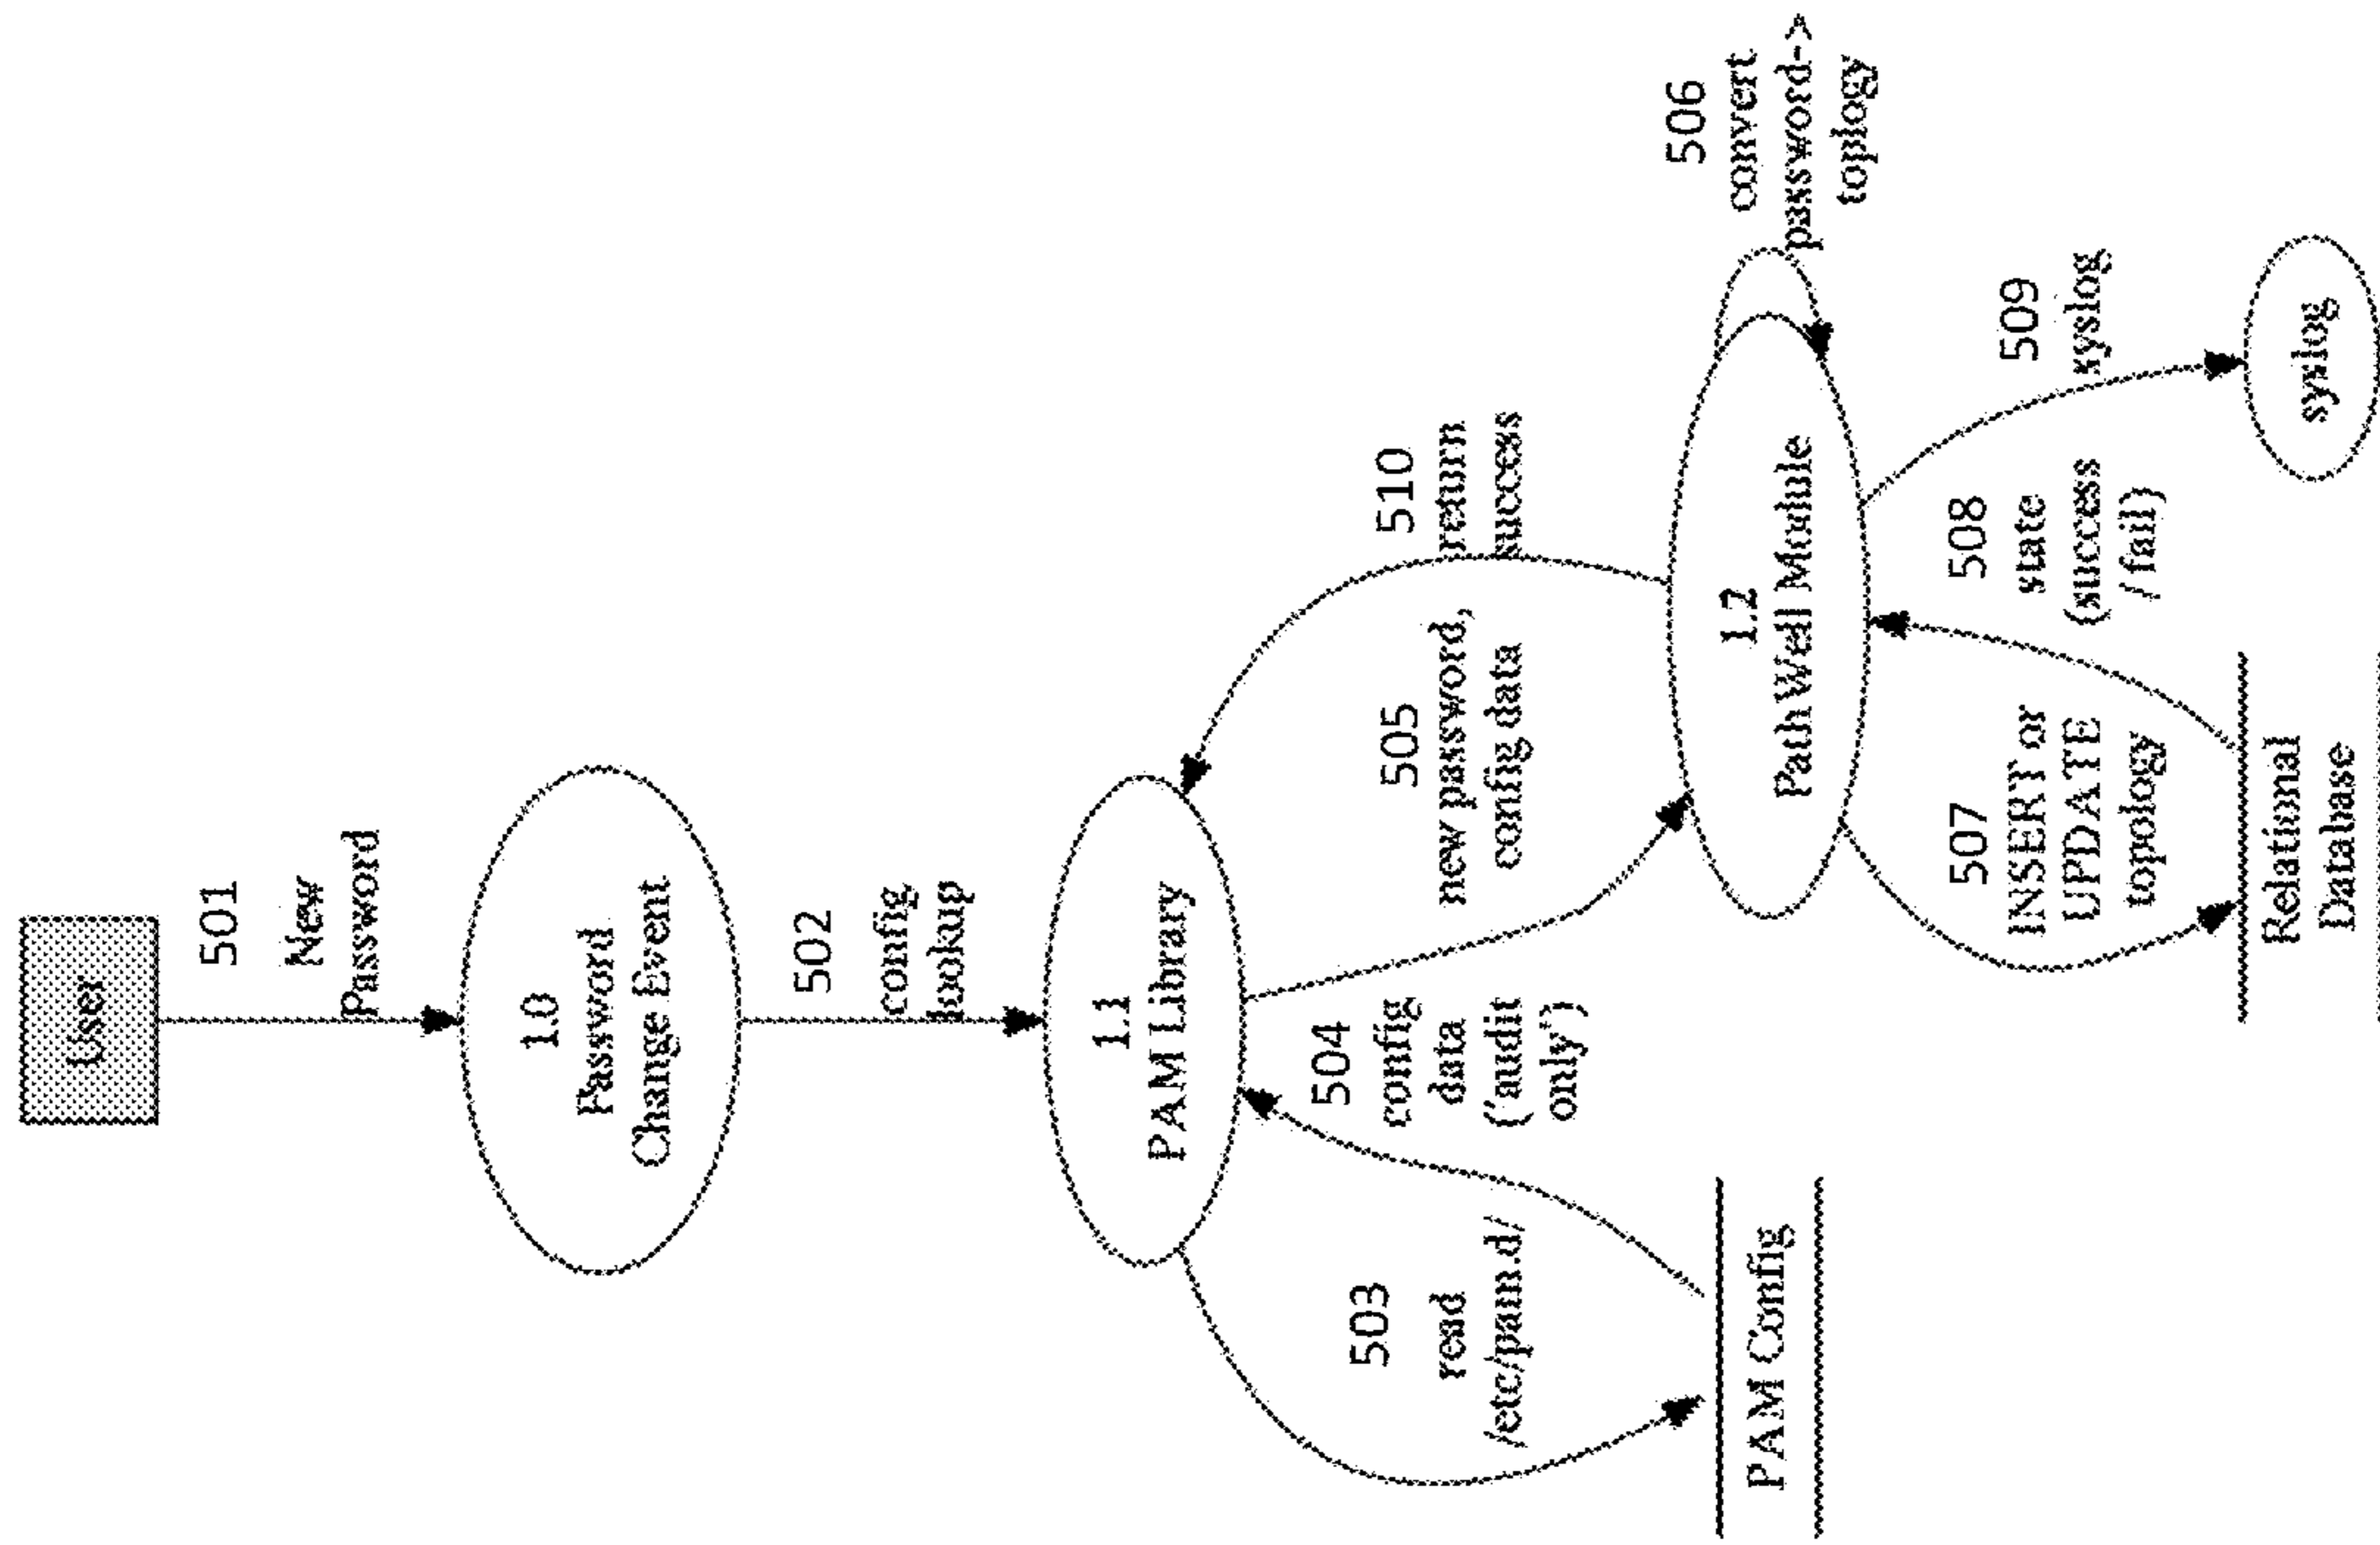 User
501
New
Password
1.0
Password
Change Event
502
config
lookup
1.1
PAM Library
503
read
/etc/pam.d/
504
config
data
('audit
only')
PAM Config
505
new password,
config data
510
return
success
1.2
PathWell Module
506
convert
password->
toplogy
507
INSERT or
UPDATE
topology
508
state
(success
/fail)
509
syslog
Relational
Database
syslog